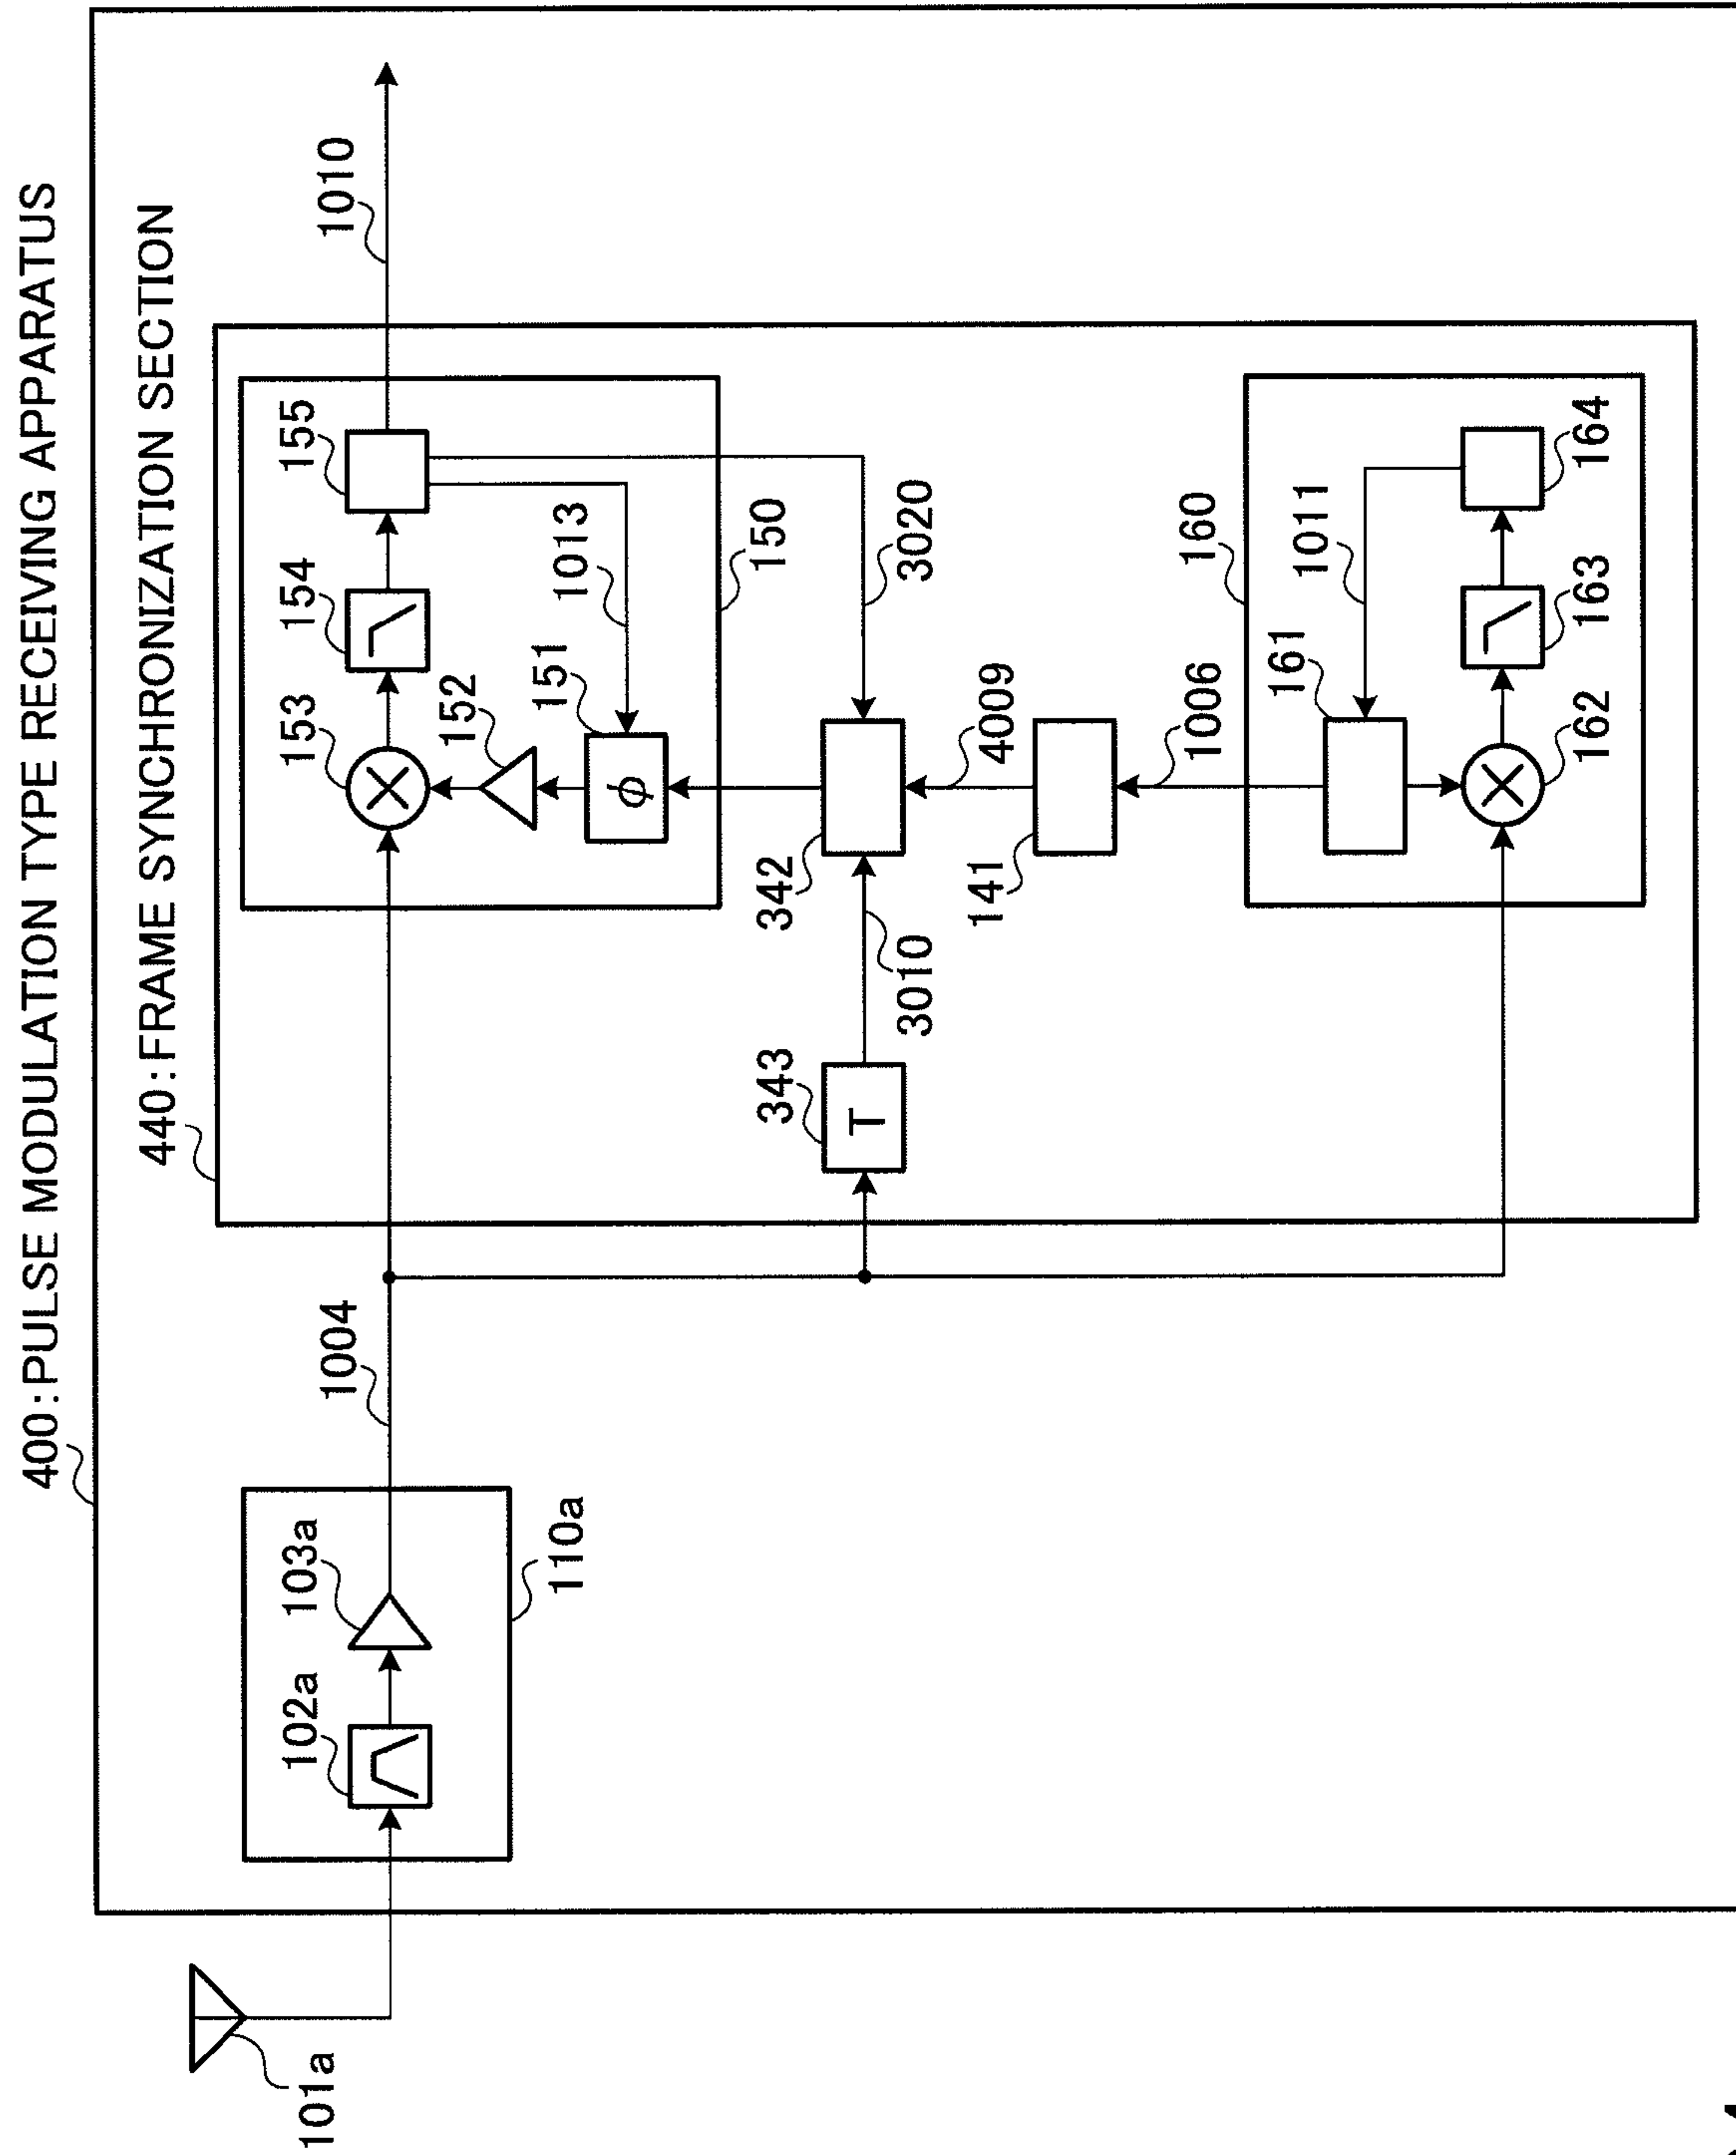 400:PULSE MODULATION TYPE RECEIVING APPARATUS
440:FRAME SYNCHRONIZATION SECTION
101a
102a
103a
110a
1004
153
154
155
1010
152
151
1013
150
343
T
3010
342
ϕ
3020
4009
141
1006
160
161
1011
162
163
164